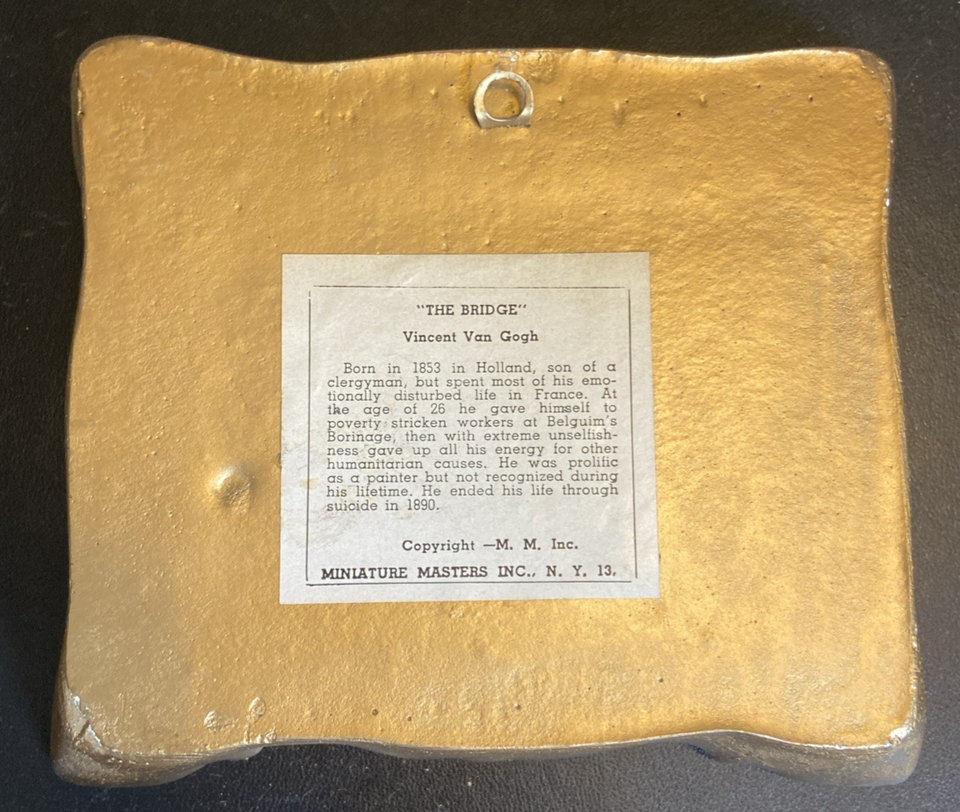 "THE BRIDGE"
Vincent Van Gogh
Born in 1853 in Holland, son of a
clergyman, but spent most of his emo-
tionally disturbed life in France. At
the age of 26 he gave himself to
poverty stricken workers at Belguim's
Borinage, then with extreme unselfish-
ness gave up all his energy for other
humanitarian causes. He was prolific
as a painter but not recognized during
his lifetime. He ended his life through
suicide in 1890.
Copyright —M. M. Inc.
MINIATURE MASTERS INC., N. Y. 13.